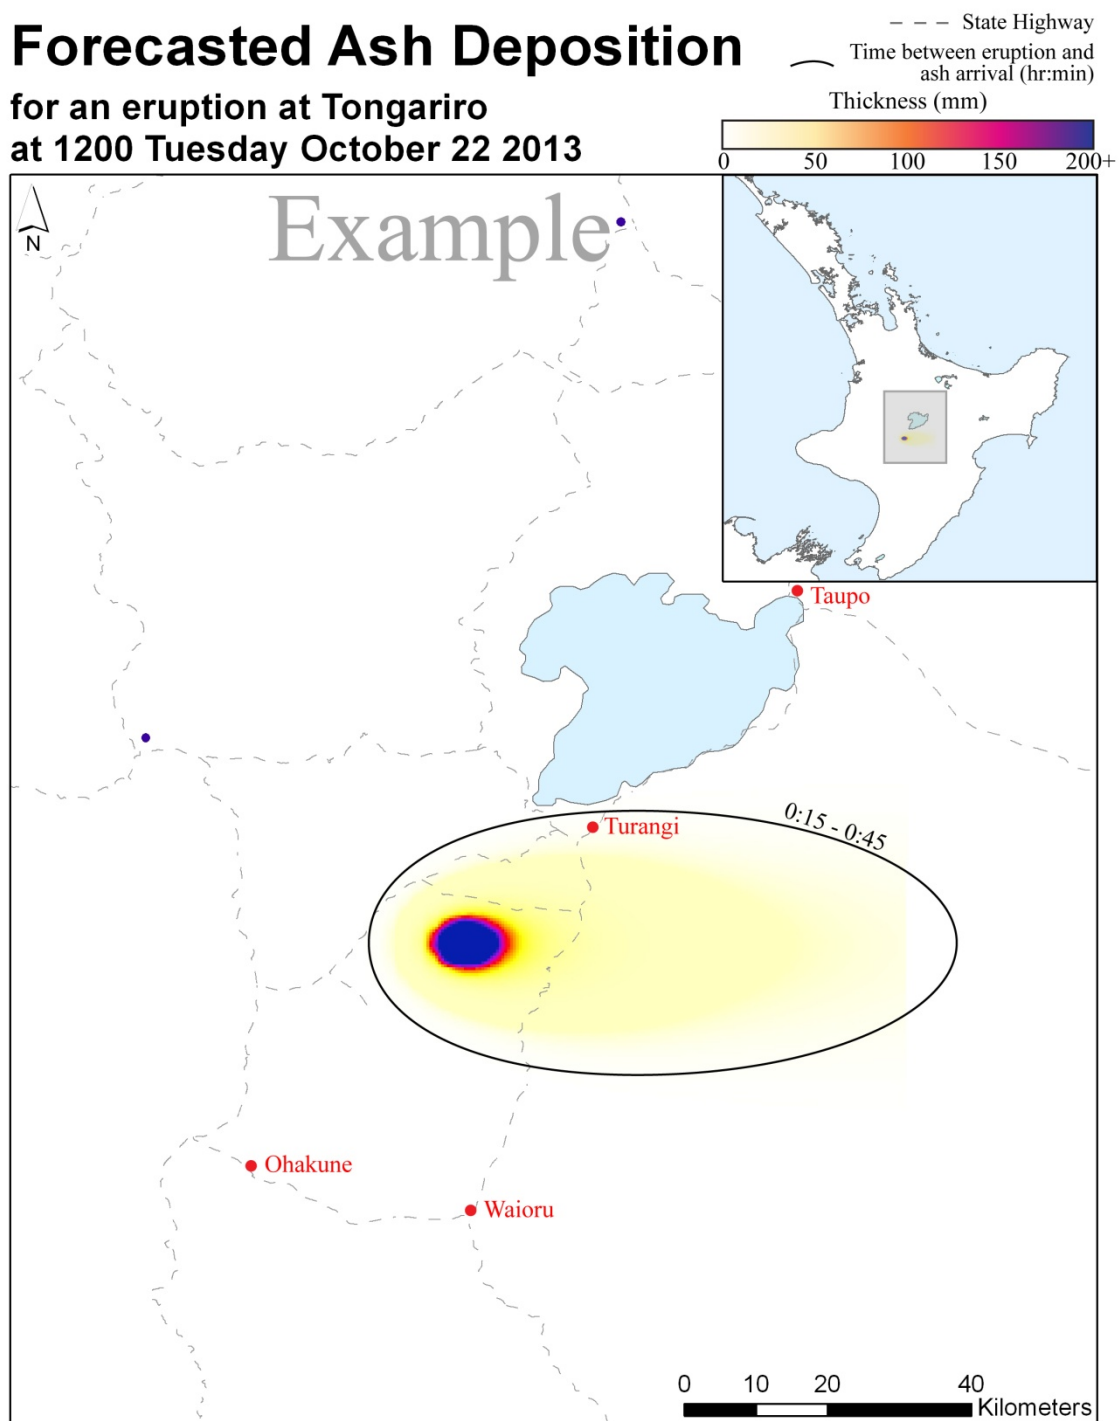 Forecasted Ash Deposition
for an eruption at Tongariro
at 1200 Tuesday October 22 2013
State Highway
Time between eruption and
ash arrival (hr:min)
Thickness (mm)
0 50 100 150 200+
N
Example
Taupo
0:15 - 0:45
Turangi
Ohakune
Waioru
0 10 20 40
Kilometers